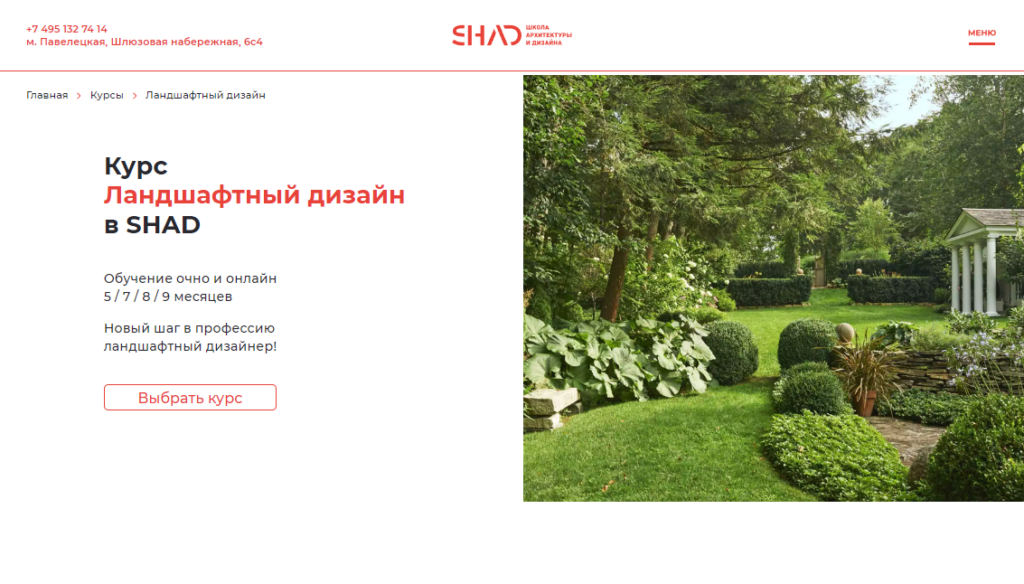 +7 495 132 74 14
м. Павелецкая, Шлюзовая набережная, 6с4
SHAD
ШКОЛА
АРХИТЕКТУРЫ
И ДИЗАЙНА
МЕНЮ
Главная > Курсы > Ландшафтный дизайн
Курс
Ландшафтный дизайн
в SHAD
Обучение очно и онлайн
5 / 7 / 8 / 9 месяцев
Новый шаг в профессию
ландшафтный дизайнер!
Выбрать курс